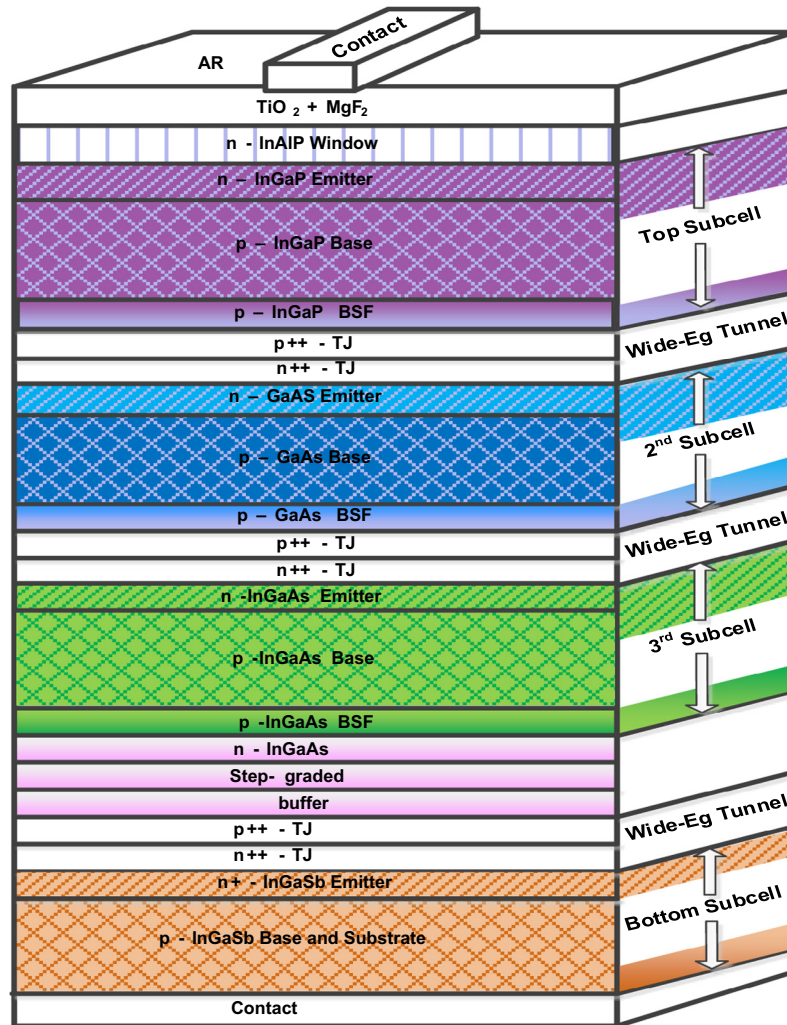 Contact
AR
TiO 2 + MgF2
n - InAlP Window
n – InGaP Emitter
p – InGaP Base
Top Subcell
p – InGaP BSF
p++ - TJ
Wide-Eg Tunnel
n++ - TJ
n – GaAS Emitter
p – GaAs Base
2nd Subcell
p – GaAs BSF
p++ - TJ
Wide-Eg Tunnel
n++ - TJ
n -InGaAs Emitter
p -InGaAs Base
3rd Subcell
p -InGaAs BSF
n - InGaAs
Step- graded
buffer
p++ - TJ
Wide-Eg Tunnel
n++ - TJ
n+ - InGaSb Emitter
p - InGaSb Base and Substrate
Bottom Subcell
Contact